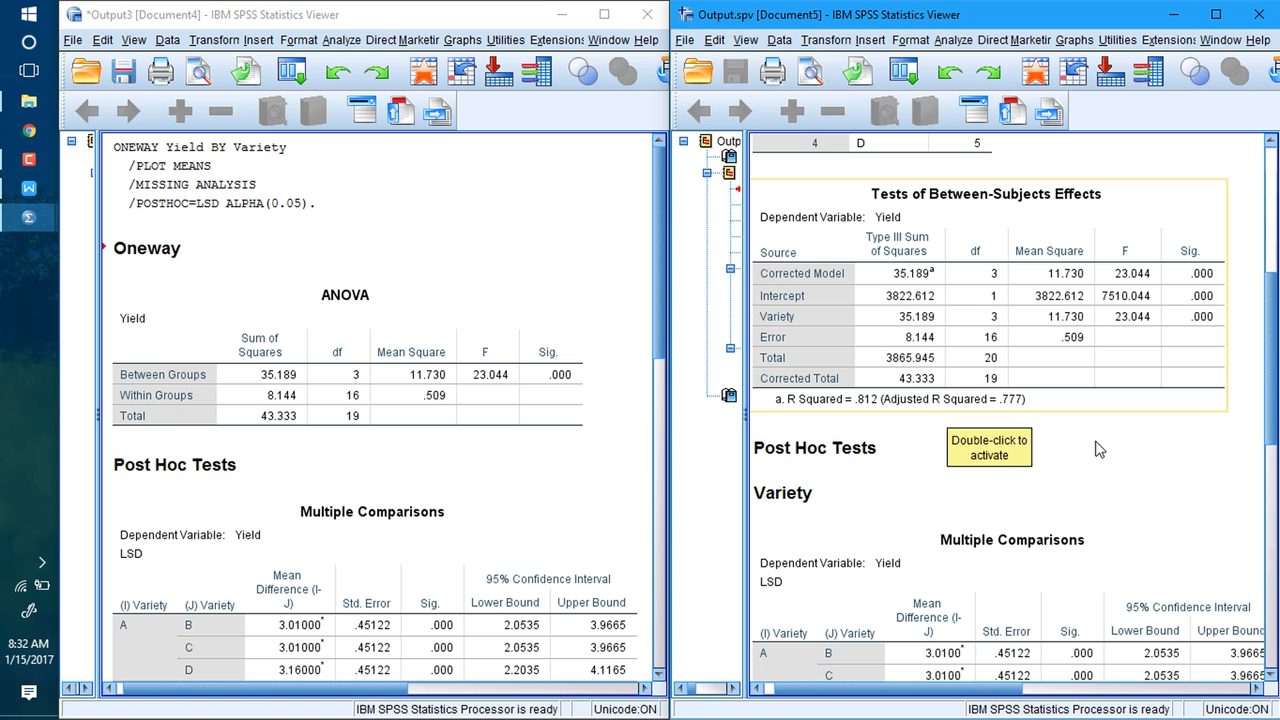 *Output3 [Document4] - IBM SPSS Statistics Viewer
File Edit View Data Transform Insert Format Analyze Direct Marketir Graphs Utilities Extensions Window Help
ONEWAY Yield BY Variety
/PLOT MEANS
/MISSING ANALYSIS
/POSTHOC=LSD ALPHA(0.05).
Oneway
ANOVA
Yield
Sum of
Squares df Mean Square F Sig.
Between Groups 35.189 3 11.730 23.044 .000
Within Groups 8.144 16 .509
Total 43.333 19
Post Hoc Tests
Multiple Comparisons
Dependent Variable: Yield
LSD
Mean
Difference (I-
J) Std. Error Sig. 95% Confidence Interval
(I) Variety (J) Variety Lower Bound Upper Bound
A B 3.01000* .45122 .000 2.0535 3.9665
C 3.01000* .45122 .000 2.0535 3.9665
D 3.16000* .45122 .000 2.2035 4.1165
IBM SPSS Statistics Processor is ready Unicode:ON
Output.spv [Document5] - IBM SPSS Statistics Viewer
File Edit View Data Transform Insert Format Analyze Direct Marketir Graphs Utilities Extensions Window Help
Outp
4 D 5
Tests of Between-Subjects Effects
Dependent Variable: Yield
Source Type III Sum
of Squares df Mean Square F Sig.
Corrected Model 35.189a 3 11.730 23.044 .000
Intercept 3822.612 1 3822.612 7510.044 .000
Variety 35.189 3 11.730 23.044 .000
Error 8.144 16 .509
Total 3865.945 20
Corrected Total 43.333 19
a. R Squared = .812 (Adjusted R Squared = .777)
Double-click to
activate
Post Hoc Tests
Variety
Multiple Comparisons
Dependent Variable: Yield
LSD
Mean
Difference (I-
J) Std. Error Sig. 95% Confidence Interval
(I) Variety (J) Variety Lower Bound Upper Bound
A B 3.0100* .45122 .000 2.0535 3.9665
C 3.0100* .45122 .000 2.0535 3.9665
IBM SPSS Statistics Processor is ready Unicode:ON
8:32 AM
1/15/2017